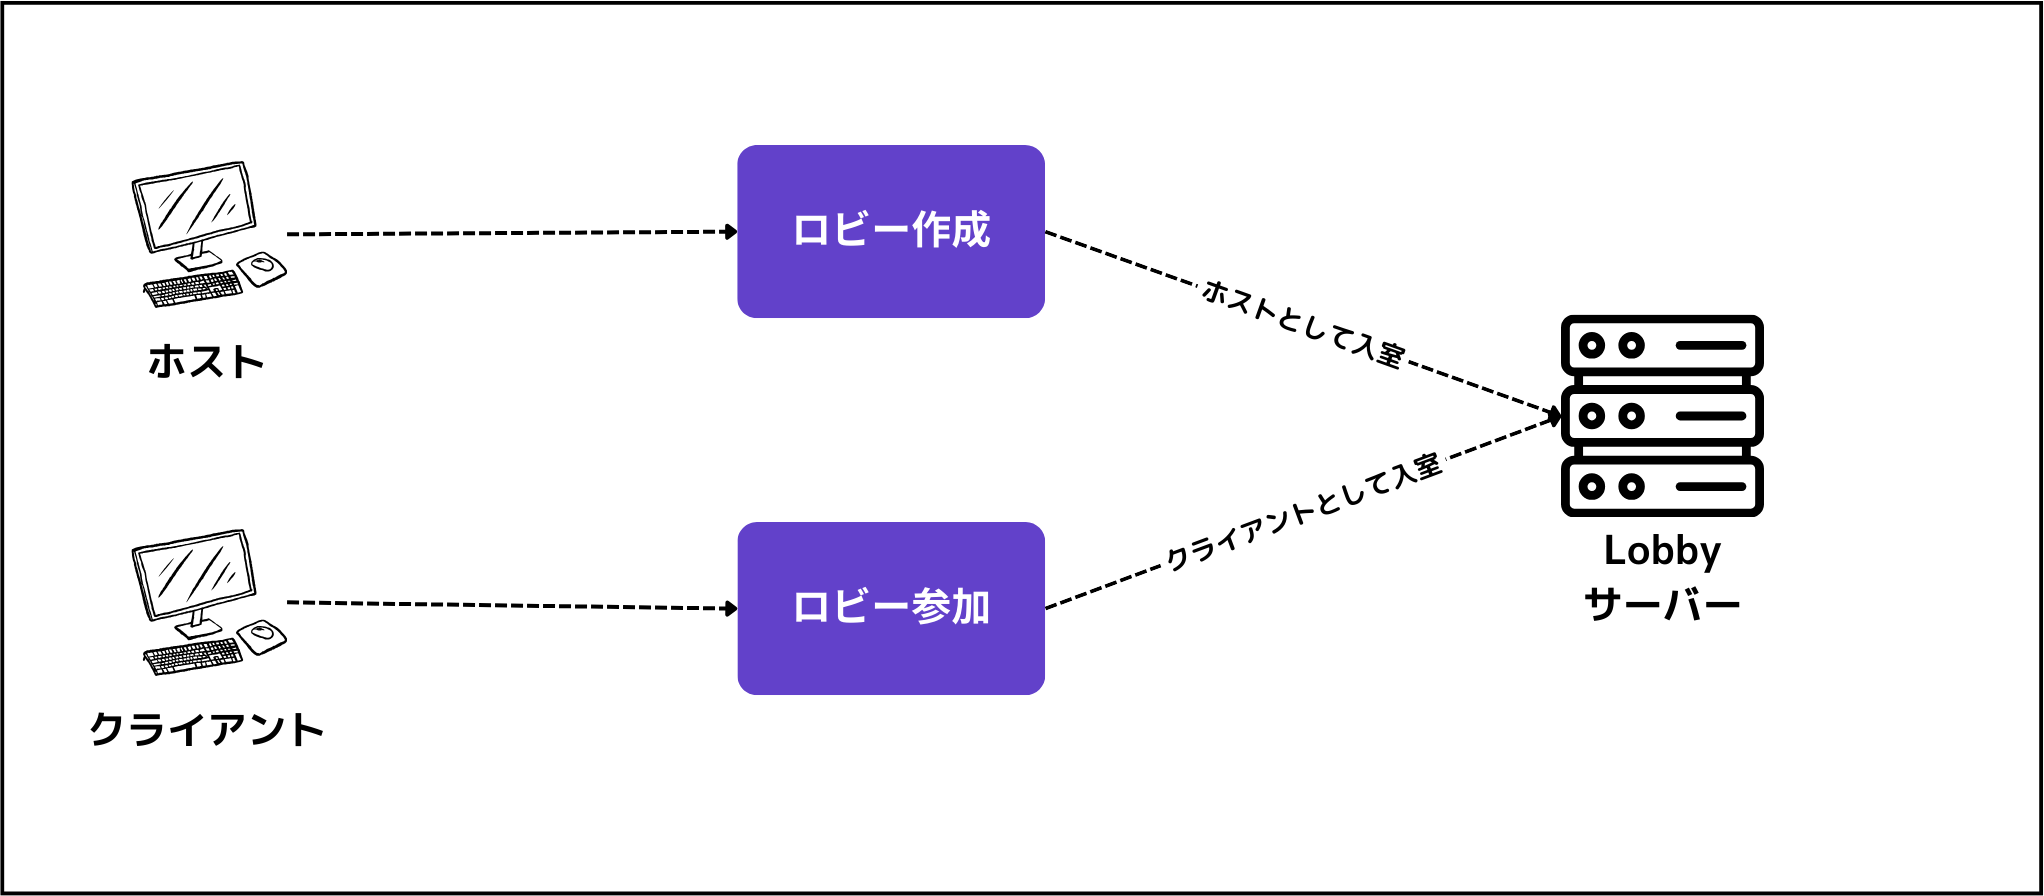 ロビー作成
ホストとして入室
ホスト
Lobby
サーバー
クライアントとして入室
ロビー参加
クライアント